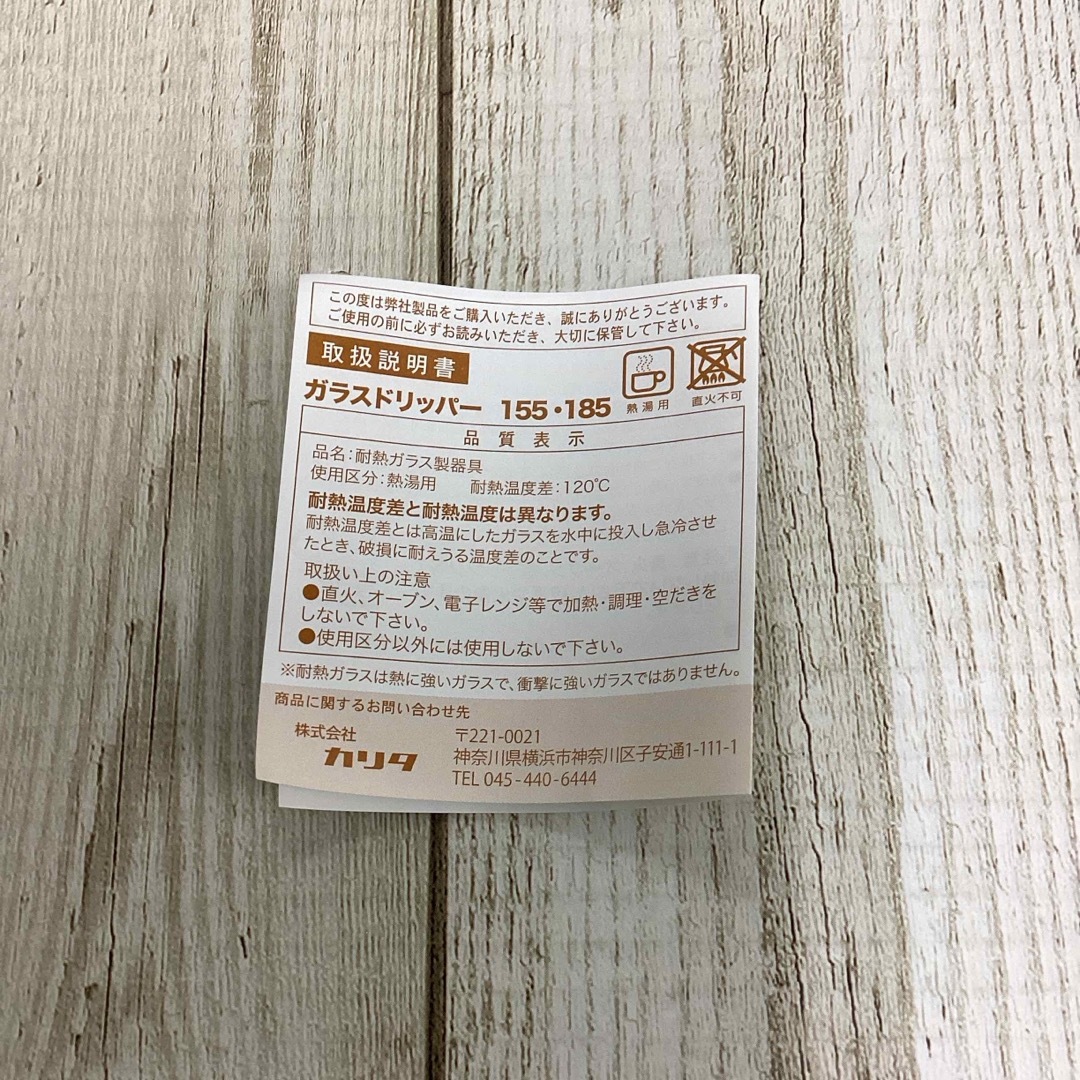 この度は弊社製品をご購入いただき、誠にありがとうございます。
ご使用の前に必ずお読みいただき、大切に保管して下さい。
取扱説明書
ガラスドリッパー 155・185
熱湯用
直火不可
品質表示
品名：耐熱ガラス製器具
使用区分：熱湯用 耐熱温度差：120℃
耐熱温度差と耐熱温度は異なります。
耐熱温度差とは高温にしたガラスを水中に投入し急冷させ
たとき、破損に耐えうる温度差のことです。
取扱い上の注意
●直火、オーブン、電子レンジ等で加熱・調理・空だきを
しないで下さい。
●使用区分以外には使用しないで下さい。
※耐熱ガラスは熱に強いガラスで、衝撃に強いガラスではありません。
商品に関するお問い合わせ先
株式会社
カリタ
〒221-0021
神奈川県横浜市神奈川区子安通1-111-1
TEL 045-440-6444